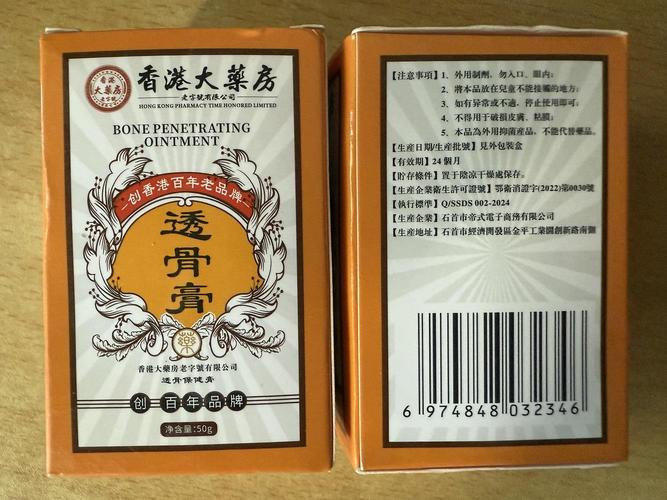 香港
大藥房
香港大藥房
老字號有限公司
HONG KONG PHARMACY TIME HONORED LIMITED
BONE PENETRATING
OINTMENT
创香港百年老品牌
透骨膏
藥
香港大藥房老字號有限公司
透骨保健膏
创百年品牌
净含量:50g
【注意事項】1、外用制劑,勿入口、眼内;
2、將本品放在兒童不能接觸的地方;
3、如有异常或不適,停止使用即可;
4、不得用于破損皮膚、粘膜;
5、本品為外用抑菌産品,不能代替藥品。
【生産日期/生産批號】見外包裝盒
【有效期】24個月
【貯存條件】置于陰凉干燥處保存。
【生産企業衛生許可證號】鄂衛消證字(2022)第0030號
【執行標準】Q/SSDS 002-2024
【生産企業】石首市帝式電子商務有限公司
【生産地址】石首市經濟開發區金平工業園創新路南側
6 974848 032346